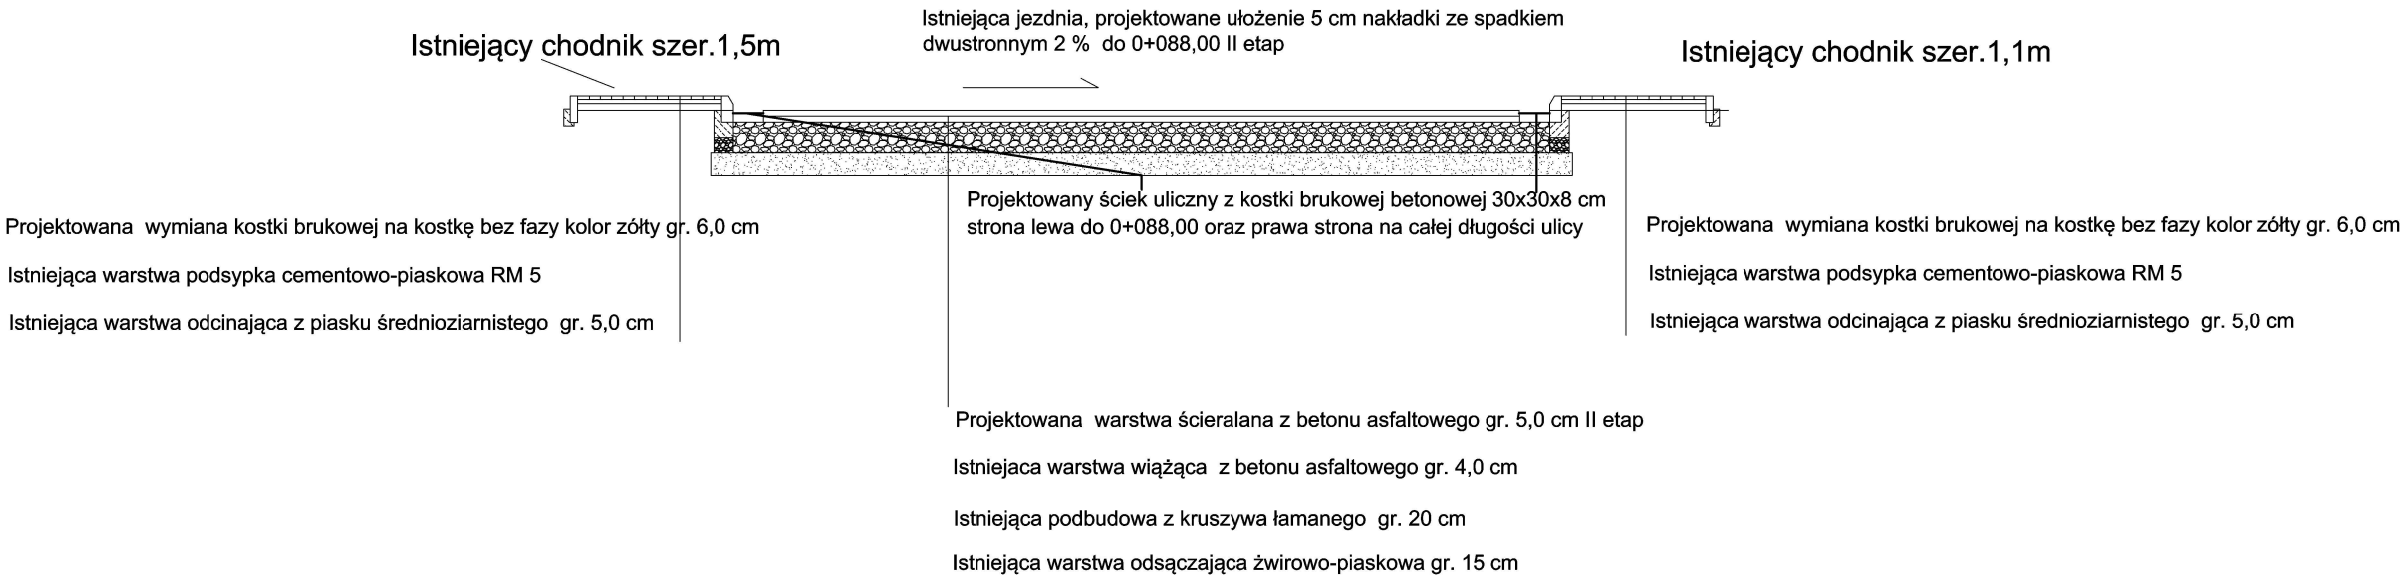 Istniejąca jezdnia, projektowane ułożenie 5 cm nakładki ze spadkiem
dwustronnym 2 % do 0+088,00 II etap
Istniejący chodnik szer.1,5m
Istniejący chodnik szer.1,1m
Projektowany ściek uliczny z kostki brukowej betonowej 30x30x8 cm
strona lewa do 0+088,00 oraz prawa strona na całej długości ulicy
Projektowana wymiana kostki brukowej na kostkę bez fazy kolor zółty gr. 6,0 cm
Istniejąca warstwa podsypka cementowo-piaskowa RM 5
Istniejąca warstwa odcinająca z piasku średnioziarnistego gr. 5,0 cm
Projektowana wymiana kostki brukowej na kostkę bez fazy kolor zółty gr. 6,0 cm
Istniejąca warstwa podsypka cementowo-piaskowa RM 5
Istniejąca warstwa odcinająca z piasku średnioziarnistego gr. 5,0 cm
Projektowana warstwa ścieralana z betonu asfaltowego gr. 5,0 cm II etap
Istniejaca warstwa wiążąca z betonu asfaltowego gr. 4,0 cm
Istniejąca podbudowa z kruszywa łamanego gr. 20 cm
Istniejąca warstwa odsączająca żwirowo-piaskowa gr. 15 cm